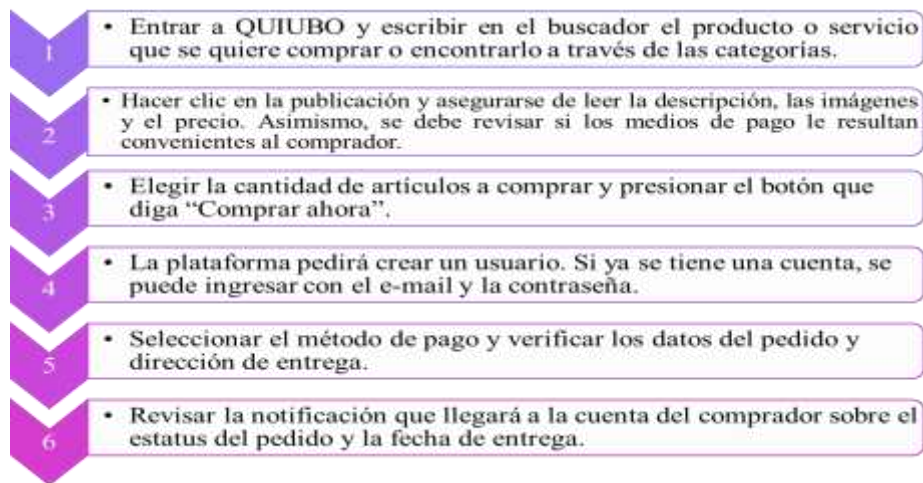 1
• Entrar a QUIUBO y escribir en el buscador el producto o servicio
que se quiere comprar o encontrarlo a través de las categorías.
2
• Hacer clic en la publicación y asegurarse de leer la descripción, las imágenes
y el precio. Asimismo, se debe revisar si los medios de pago le resultan
convenientes al comprador.
3
• Elegir la cantidad de artículos a comprar y presionar el botón que
diga “Comprar ahora”.
4
• La plataforma pedirá crear un usuario. Si ya se tiene una cuenta, se
puede ingresar con el e-mail y la contraseña.
5
• Seleccionar el método de pago y verificar los datos del pedido y
dirección de entrega.
6
• Revisar la notificación que llegará a la cuenta del comprador sobre el
estatus del pedido y la fecha de entrega.